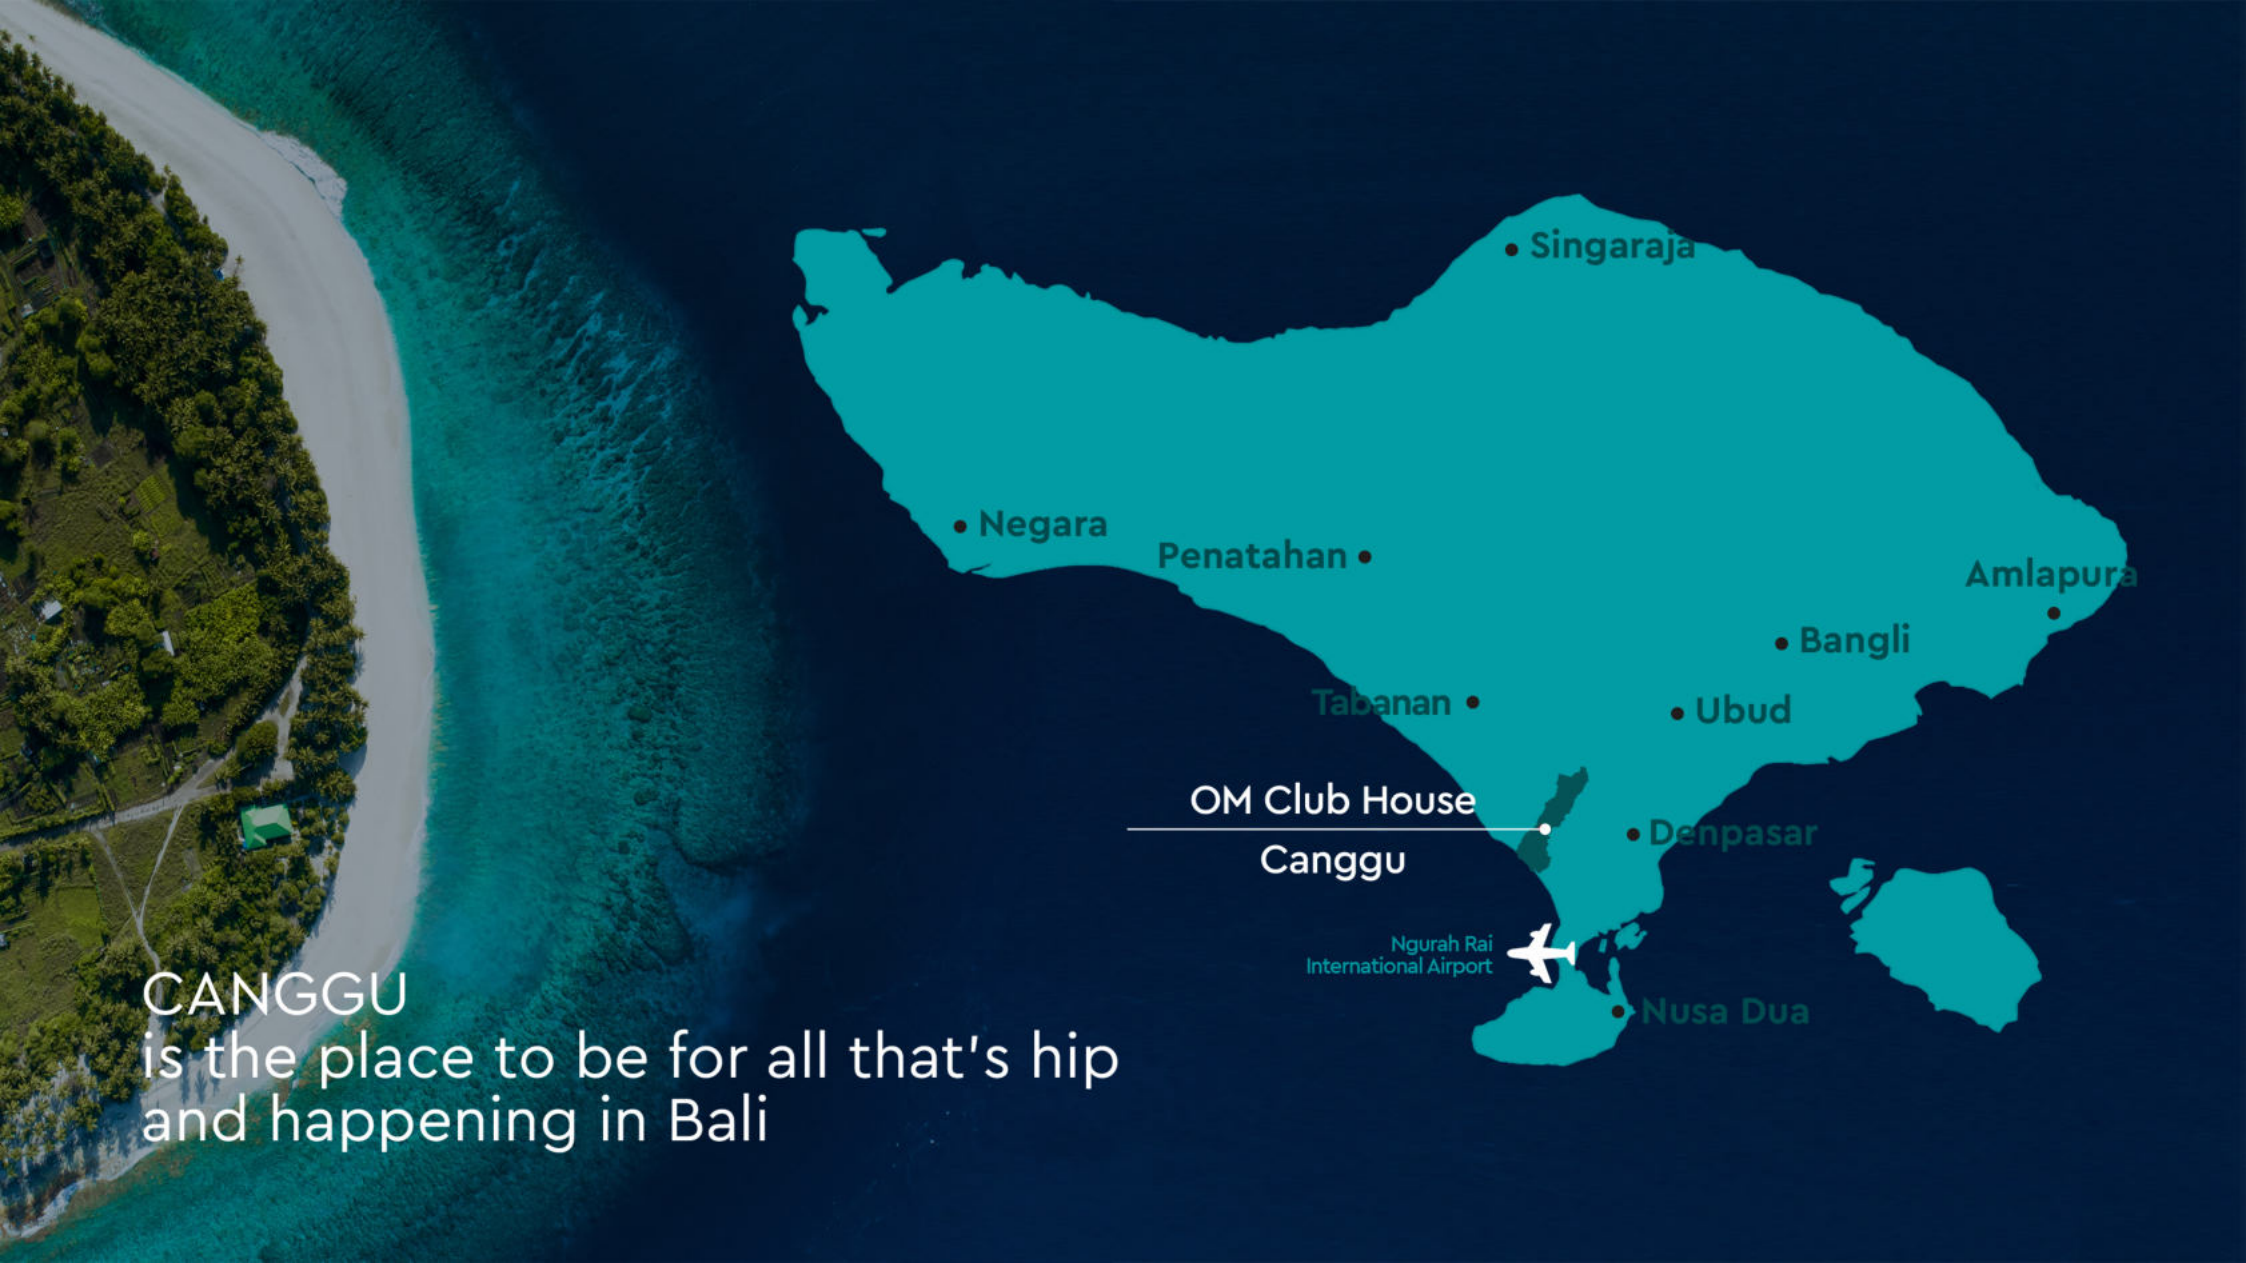 Singaraja
Negara
Penatahan
Amlapura
Bangli
Tabanan
Ubud
OM Club House
Canggu
Denpasar
Ngurah Rai
International Airport
Nusa Dua
CANGGU
is the place to be for all that's hip
and happening in Bali